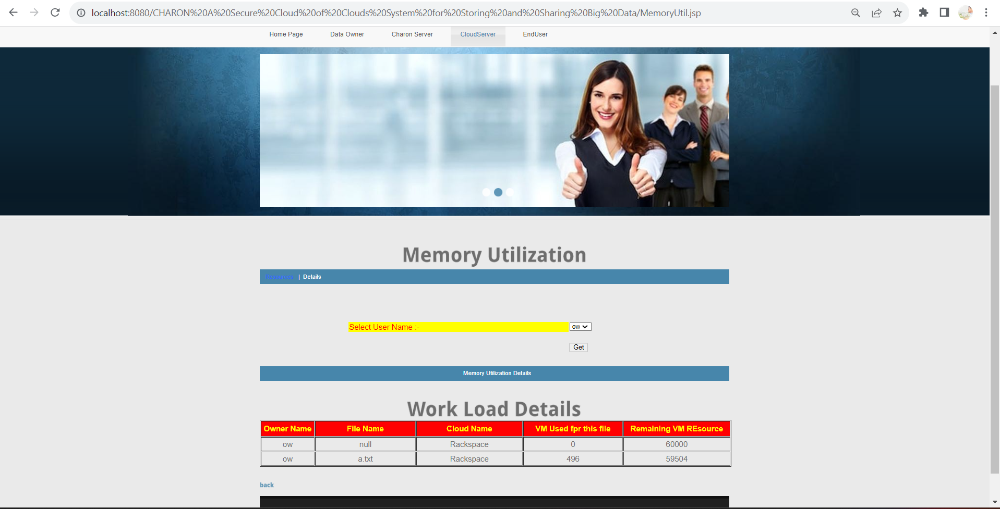 localhost:8080/CHARON%20A%20Secure%20Cloud%20of%20Clouds%20System%20for%20Storing%20and%20Sharing%20Big%20Data/MemoryUtil.jsp
Home Page Data Owner Charon Server CloudServer EndUser
Memory Utilization
Resources | Details
Select User Name :- ow
Get
Memory Utilization Details
Work Load Details
Owner Name File Name Cloud Name VM Used fpr this file Remaining VM REsource
ow null Rackspace 0 60000
ow a.txt Rackspace 496 59504
back